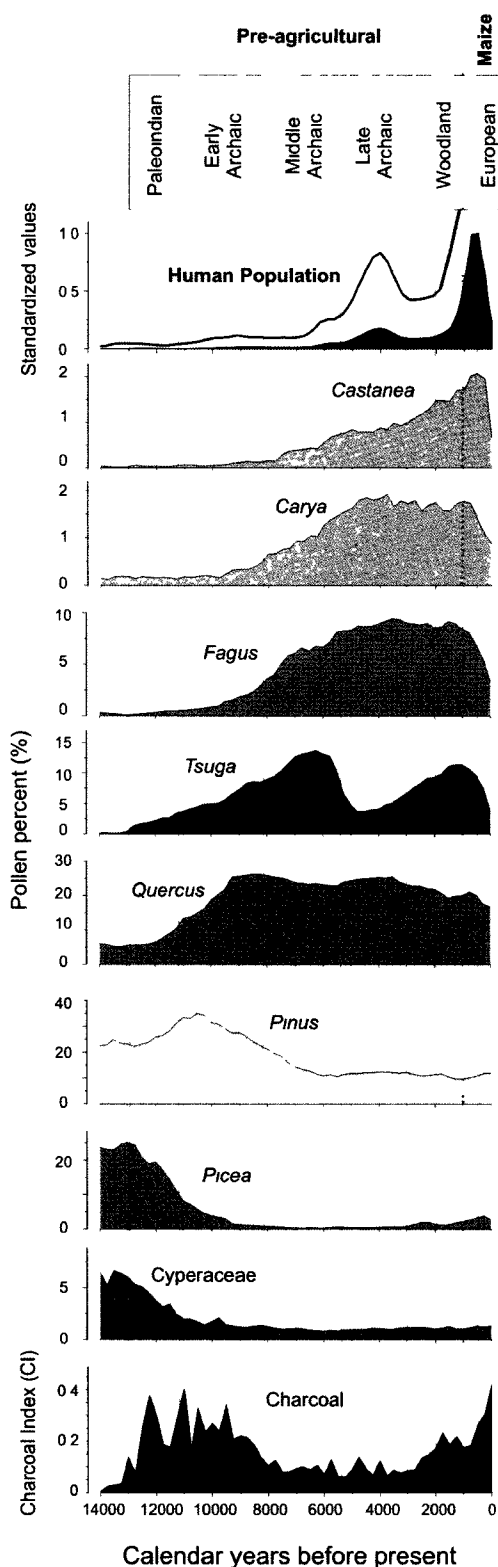 Pre-agricultural
Maize
Paleoindian
Early
Archaic
Middle
Archaic
Late
Archaic
Woodland
European
Standardized values
1 0
0 5
0
Human Population
2
1
0
Castanea
2
1
0
Carya
10
5
0
Fagus
15
10
5
0
Tsuga
Pollen percent (%)
30
20
10
0
Quercus
40
20
0
Pinus
20
0
Picea
5
0
Cyperaceae
Charcoal Index (CI)
0 4
0 2
0
Charcoal
14000 12000 10000 8000 6000 4000 2000 0
Calendar years before present